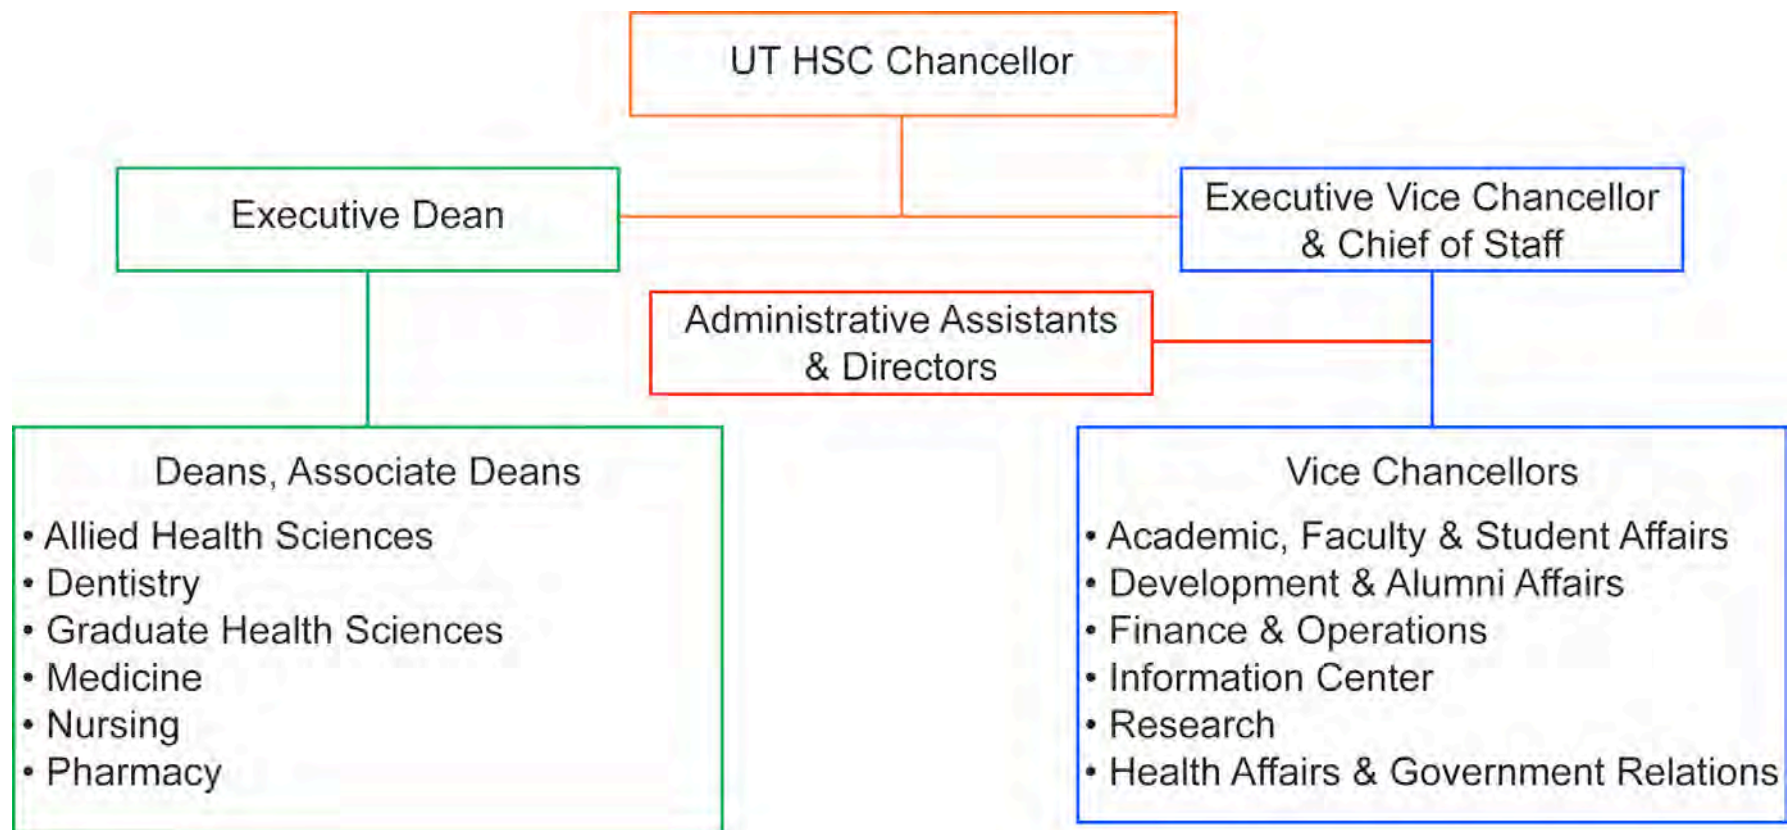 UT HSC Chancellor
Executive Dean
Executive Vice Chancellor
& Chief of Staff
Administrative Assistants
& Directors
Deans, Associate Deans
• Allied Health Sciences
• Dentistry
• Graduate Health Sciences
• Medicine
• Nursing
• Pharmacy
Vice Chancellors
• Academic, Faculty & Student Affairs
• Development & Alumni Affairs
• Finance & Operations
• Information Center
• Research
• Health Affairs & Government Relations